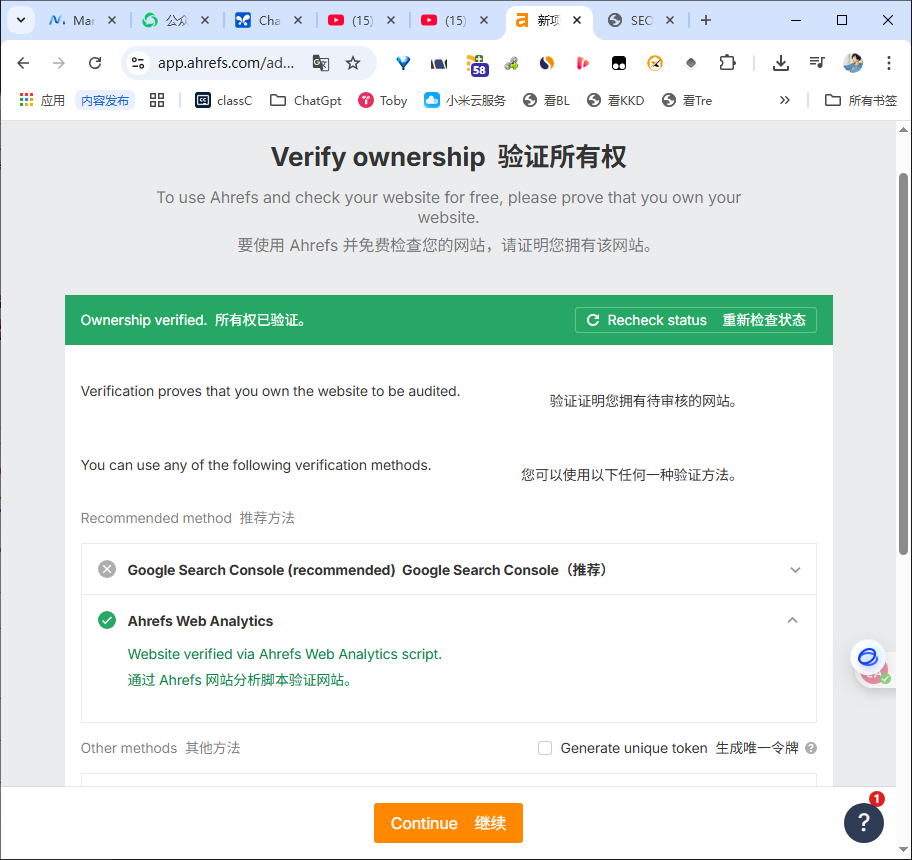 Mar
公众
Cha
(15)
(15)
新项
SEC
app.ahrefs.com/ad...
58
应用
内容发布
classC
ChatGpt
Toby
小米云服务
看BL
看KKD
看Tre
所有书签
Verify ownership 验证所有权
To use Ahrefs and check your website for free, please prove that you own your
website.
要使用 Ahrefs 并免费检查您的网站，请证明您拥有该网站。
Ownership verified. 所有权已验证。
Recheck status 重新检查状态
Verification proves that you own the website to be audited.
验证证明您拥有待审核的网站。
You can use any of the following verification methods.
您可以使用以下任何一种验证方法。
Recommended method 推荐方法
Google Search Console (recommended) Google Search Console（推荐）
Ahrefs Web Analytics
Website verified via Ahrefs Web Analytics script.
通过 Ahrefs 网站分析脚本验证网站。
Other methods 其他方法
Generate unique token 生成唯一令牌
Continue 继续
1